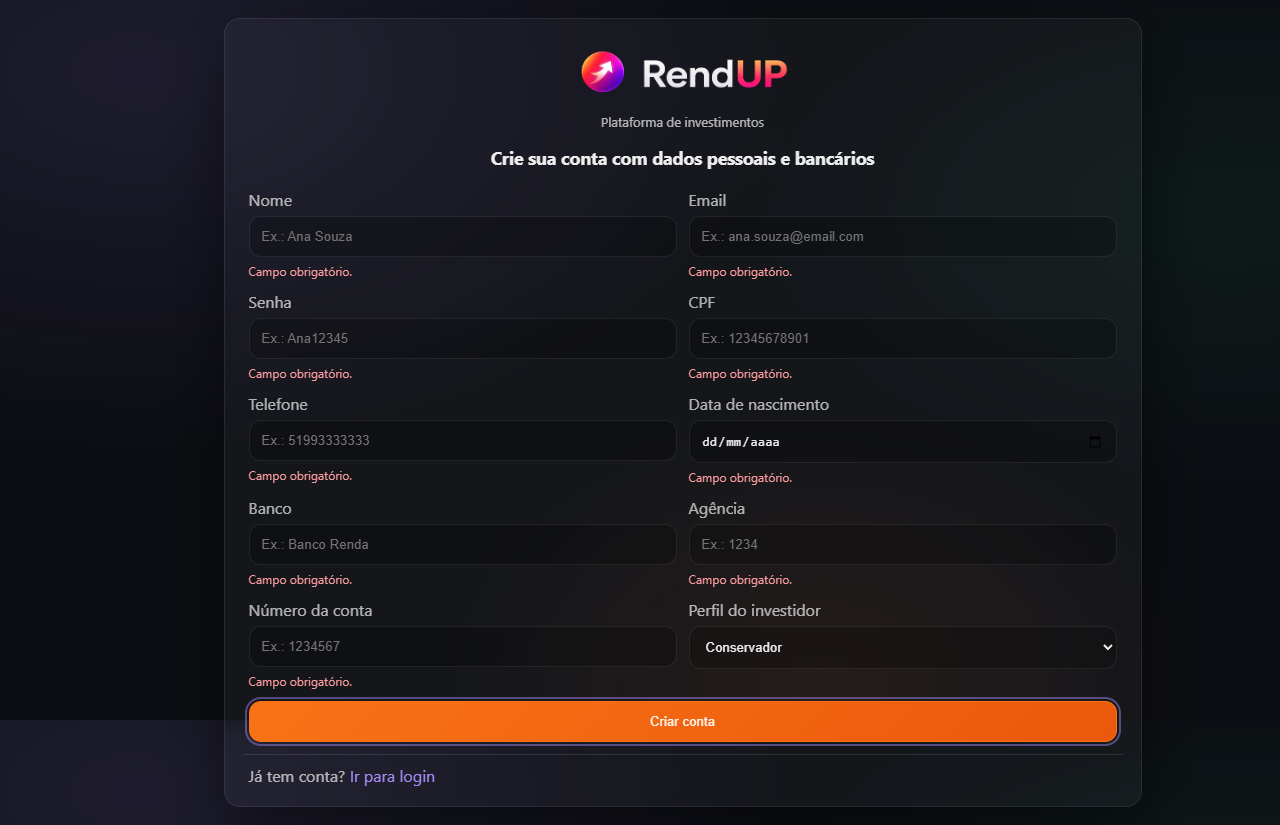 RendUP
Plataforma de investimentos
Crie sua conta com dados pessoais e bancários
Nome
Email
Ex.: Ana Souza
Ex.: ana.souza@email.com
Campo obrigatório.
Campo obrigatório.
Senha
CPF
Ex.: Ana12345
Ex.: 12345678901
Campo obrigatório.
Campo obrigatório.
Telefone
Data de nascimento
Ex.: 51993333333
dd/mm/aaaa
Campo obrigatório.
Campo obrigatório.
Banco
Agência
Ex.: Banco Renda
Ex.: 1234
Campo obrigatório.
Campo obrigatório.
Número da conta
Perfil do investidor
Ex.: 1234567
Conservador
Campo obrigatório.
Criar conta
Já tem conta? Ir para login